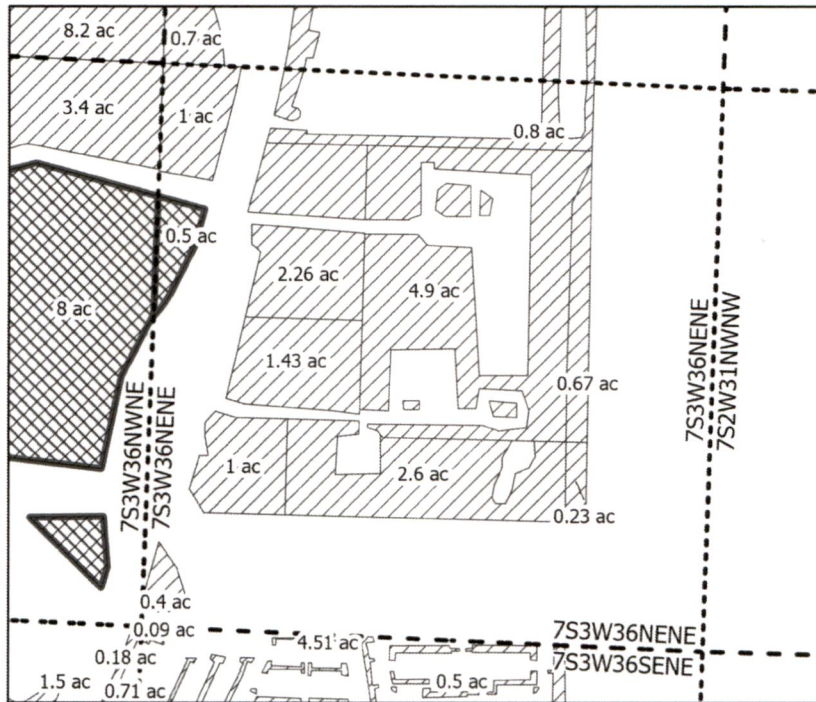 8.2 ac
0.7 ac
3.4 ac
1 ac
0.8 ac
0.5 ac
2.26 ac
4.9 ac
8 ac
1.43 ac
0.67 ac
7S3W36NENE
7S2W31NWNW
7S3W36NWNE
7S3W36NENE
1 ac
2.6 ac
0.23 ac
0.4 ac
0.09 ac
4.51 ac
7S3W36NENE
7S3W36SENE
0.18 ac
1.5 ac
0.71 ac
0.5 ac